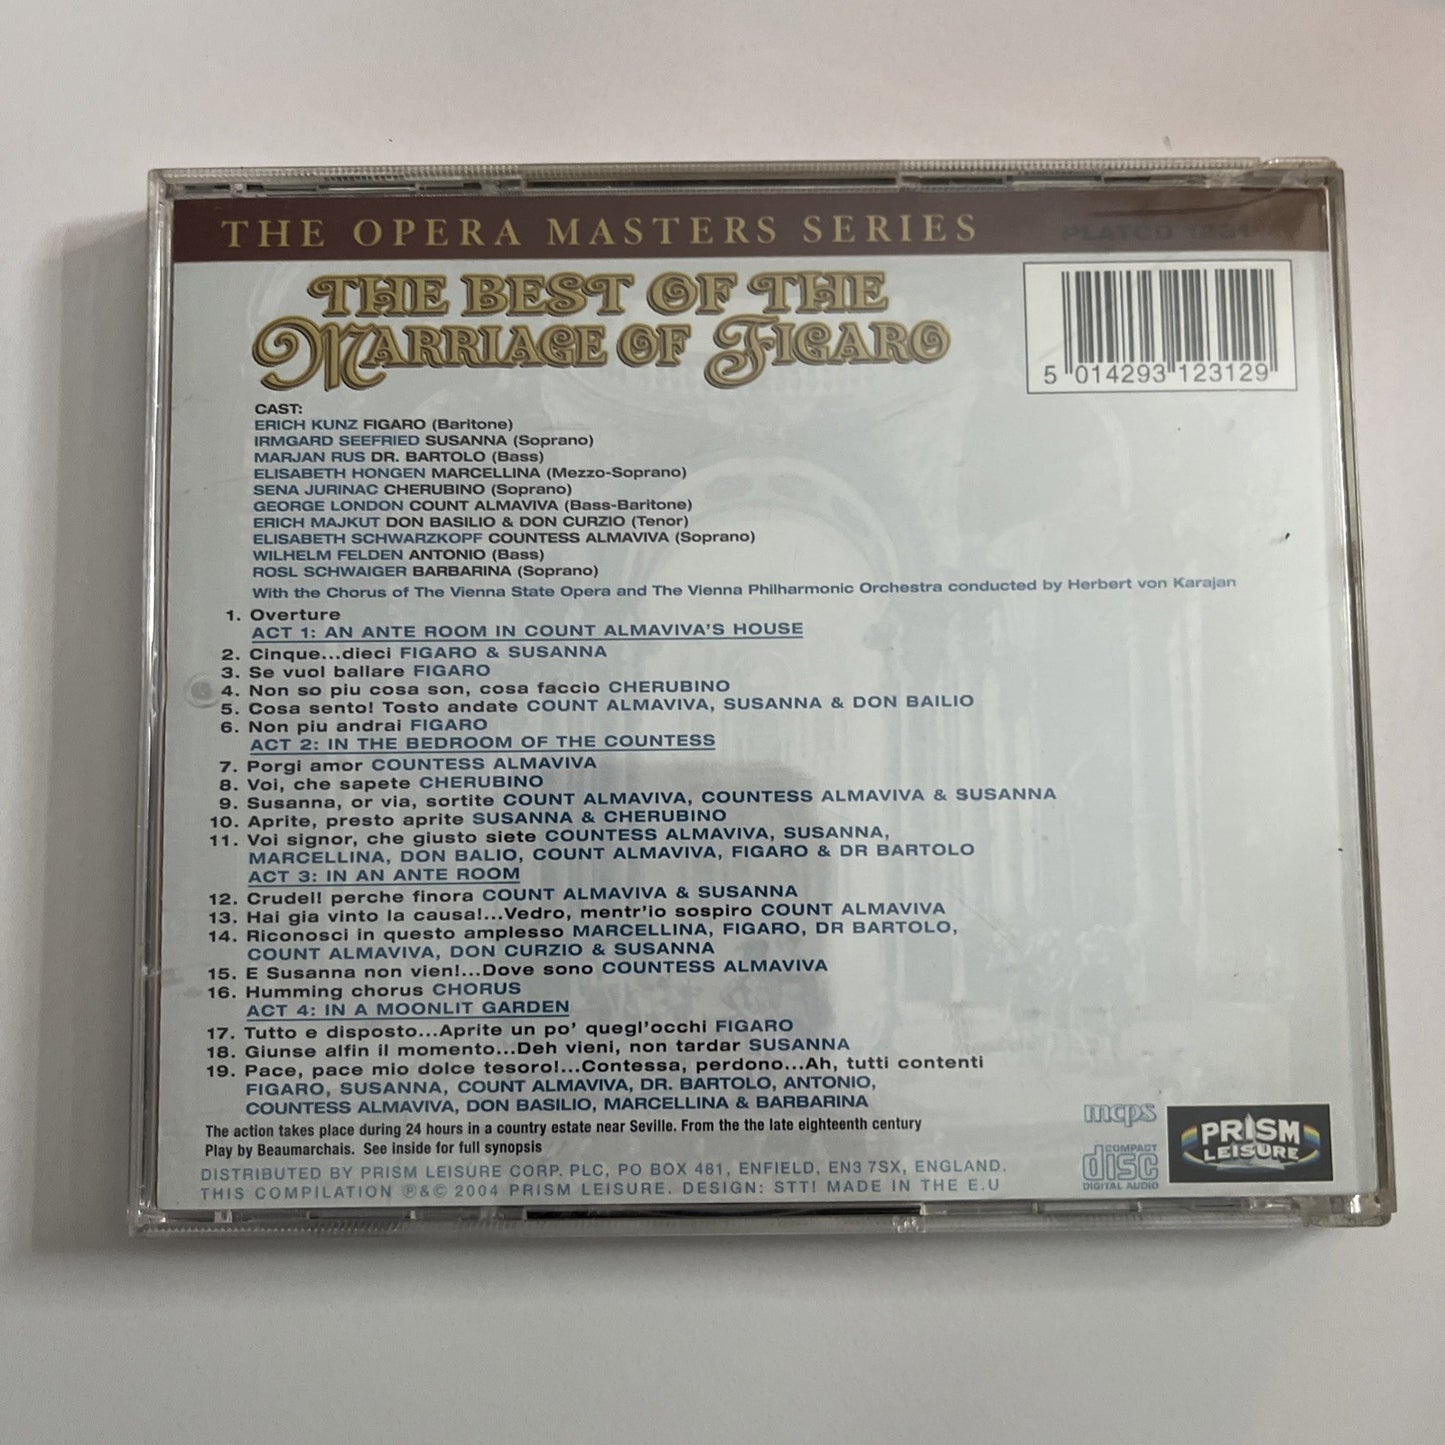 THE OPERA MASTERS SERIES
THE BEST OF THE
MARRIAGE OF FIGARO
5 014293 123129
CAST:
ERICH KUNZ FIGARO (Baritone)
IRMGARD SEEFRIED SUSANNA (Soprano)
MARJAN RUS DR. BARTOLO (Bass)
ELISABETH HONGEN MARCELLINA (Mezzo-Soprano)
SENA JURINAC CHERUBINO (Soprano)
GEORGE LONDON COUNT ALMAVIVA (Bass-Baritone)
ERICH MAJKUT DON BASILIO & DON CURZIO (Tenor)
ELISABETH SCHWARZKOPF COUNTESS ALMAVIVA (Soprano)
WILHELM FELDEN ANTONIO (Bass)
ROSL SCHWAIGER BARBARINA (Soprano)
With the Chorus of The Vienna State Opera and The Vienna Philharmonic Orchestra conducted by Herbert von Karajan
1. Overture
ACT 1: AN ANTE ROOM IN COUNT ALMAVIVA'S HOUSE
2. Cinque...dieci FIGARO & SUSANNA
3. Se vuol ballare FIGARO
4. Non so piu cosa son, cosa faccio CHERUBINO
5. Cosa sento! Tosto andate COUNT ALMAVIVA, SUSANNA & DON BAILIO
6. Non piu andrai FIGARO
ACT 2: IN THE BEDROOM OF THE COUNTESS
7. Porgi amor COUNTESS ALMAVIVA
8. Voi, che sapete CHERUBINO
9. Susanna, or via, sortite COUNT ALMAVIVA, COUNTESS ALMAVIVA & SUSANNA
10. Aprite, presto aprite SUSANNA & CHERUBINO
11. Voi signor, che giusto siete COUNTESS ALMAVIVA, SUSANNA,
MARCELLINA, DON BALIO, COUNT ALMAVIVA, FIGARO & DR BARTOLO
ACT 3: IN AN ANTE ROOM
12. Crudel! perche finora COUNT ALMAVIVA & SUSANNA
13. Hai gia vinto la causa!...Vedro, mentr'io sospiro COUNT ALMAVIVA
14. Riconosci in questo amplesso MARCELLINA, FIGARO, DR BARTOLO,
COUNT ALMAVIVA, DON CURZIO & SUSANNA
15. E Susanna non vien!...Dove sono COUNTESS ALMAVIVA
16. Humming chorus CHORUS
ACT 4: IN A MOONLIT GARDEN
17. Tutto e disposto...Aprite un po' quegl'occhi FIGARO
18. Giunse alfin il momento...Deh vieni, non tardar SUSANNA
19. Pace, pace mio dolce tesoro!...Contessa, perdono...Ah, tutti contenti
FIGARO, SUSANNA, COUNT ALMAVIVA, DR. BARTOLO, ANTONIO,
COUNTESS ALMAVIVA, DON BASILIO, MARCELLINA & BARBARINA
The action takes place during 24 hours in a country estate near Seville. From the the late eighteenth century
Play by Beaumarchais. See inside for full synopsis
DISTRIBUTED BY PRISM LEISURE CORP. PLC, PO BOX 481, ENFIELD, EN3 7SX, ENGLAND.
THIS COMPILATION ℗&© 2004 PRISM LEISURE. DESIGN: STT! MADE IN THE E.U
mcps
COMPACT
disc
DIGITAL AUDIO
PRISM
LEISURE